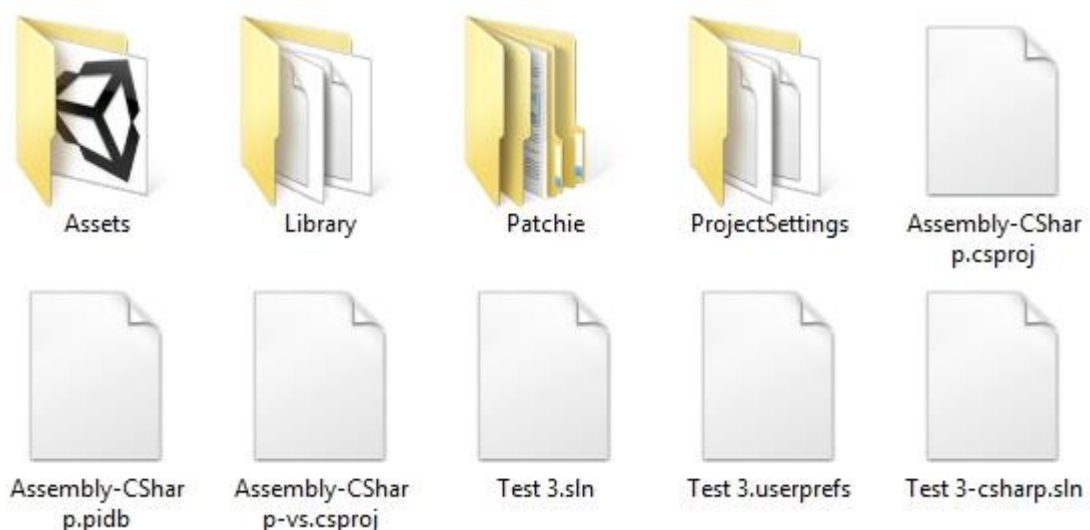 Assets
Library
Patchie
ProjectSettings
Assembly-CShar
p.csproj
Assembly-CShar
p.pidb
Assembly-CShar
p-vs.csproj
Test 3.sln
Test 3.userprefs
Test 3-csharp.sln